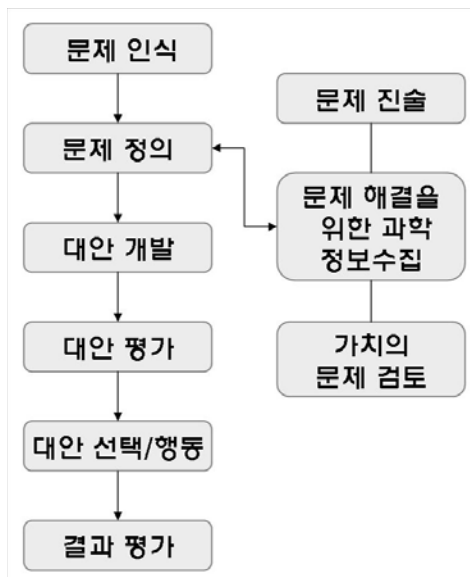 문제 인식
문제 정의
대안 개발
대안 평가
대안 선택/행동
결과 평가
문제 진술
문제 해결을
위한 과학
정보수집
가치의
문제 검토